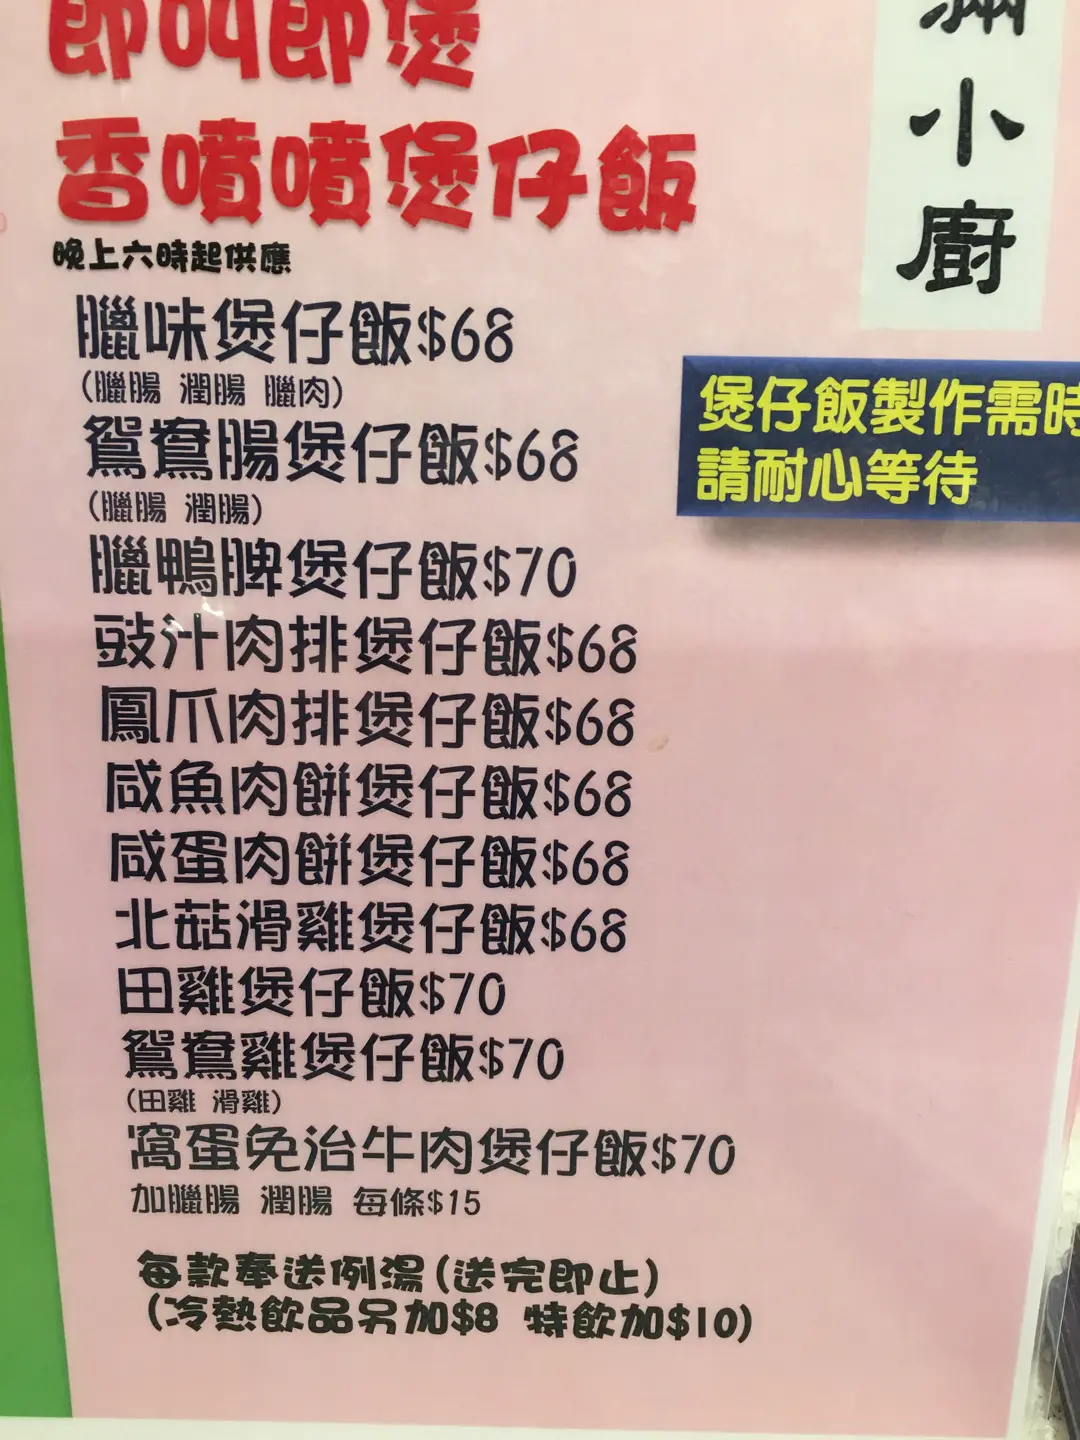 即叫即煲
香噴噴煲仔飯
晚上六時起供應
臘味煲仔飯$68
(臘腸 潤腸 臘肉)
鴛鴦腸煲仔飯$68
(臘腸 潤腸)
臘鴨脾煲仔飯$70
豉汁肉排煲仔飯$68
鳳爪肉排煲仔飯$68
咸魚肉餅煲仔飯$68
咸蛋肉餅煲仔飯$68
北菇滑雞煲仔飯$68
田雞煲仔飯$70
鴛鴦雞煲仔飯$70
(田雞 滑雞)
窩蛋免治牛肉煲仔飯$70
加臘腸 潤腸 每條$15
每款奉送例湯(送完即止)
(冷熱飲品另加$8 特飲加$10)
小廚
煲仔飯製作需時
請耐心等待